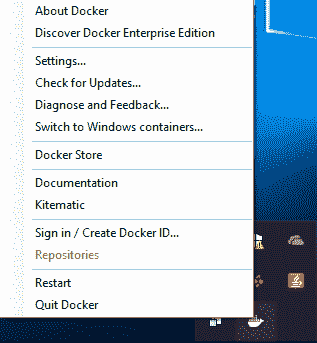 About Docker
Discover Docker Enterprise Edition
Settings...
Check for Updates...
Diagnose and Feedback...
Switch to Windows containers...
Docker Store
Documentation
Kitematic
Sign in / Create Docker ID...
Repositories
Restart
Quit Docker